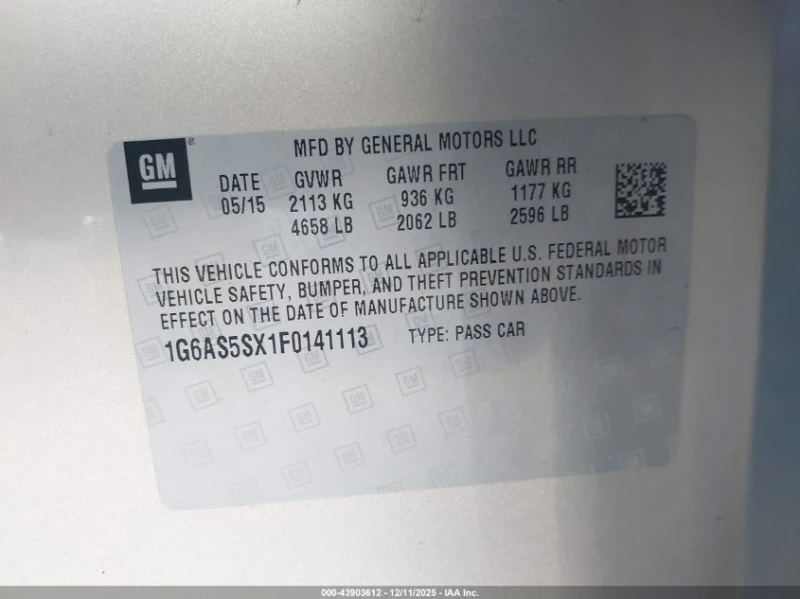 GM
MFD BY GENERAL MOTORS LLC
DATE GVWR GAWR FRT GAWR RR
05/15 2113 KG 936 KG 1177 KG
4658 LB 2062 LB 2596 LB
THIS VEHICLE CONFORMS TO ALL APPLICABLE U.S. FEDERAL MOTOR
VEHICLE SAFETY, BUMPER, AND THEFT PREVENTION STANDARDS IN
EFFECT ON THE DATE OF MANUFACTURE SHOWN ABOVE.
1G6AS5SX1F0141113 TYPE: PASS CAR
000-43903612 - 12/11/2025 - IAA Inc.